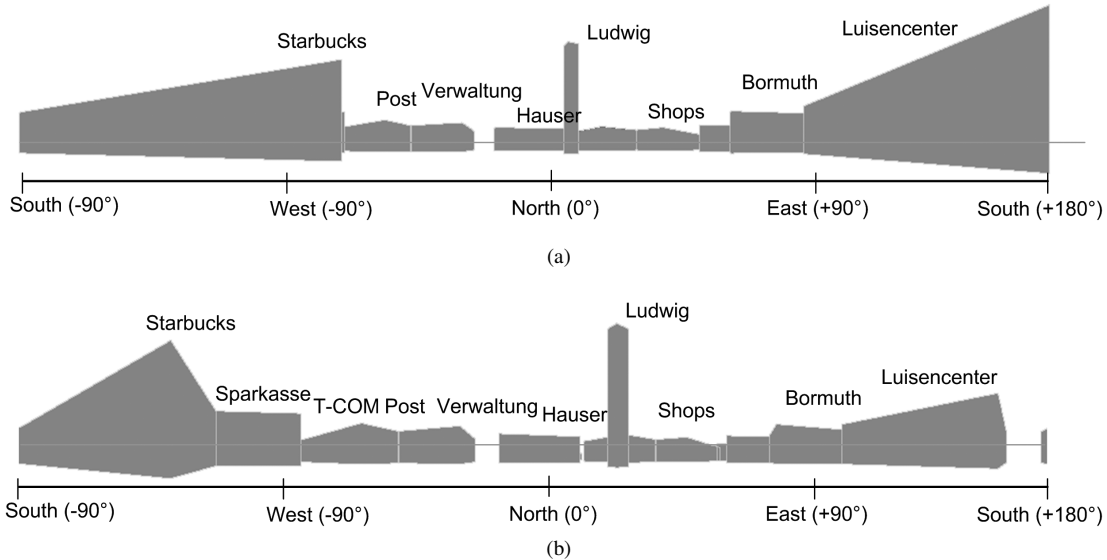 Luisencenter
Ludwig
Starbucks
Bormuth
Post Verwaltung
Hauser
Shops
South (-90°) West (-90°) North (0°) East (+90°) South (+180°)
(a)
Ludwig
Starbucks
Luisencenter
Sparkasse
Bormuth
T-COM Post Verwaltung Hauser Shops
South (-90°) West (-90°) North (0°) East (+90°) South (+180°)
(b)